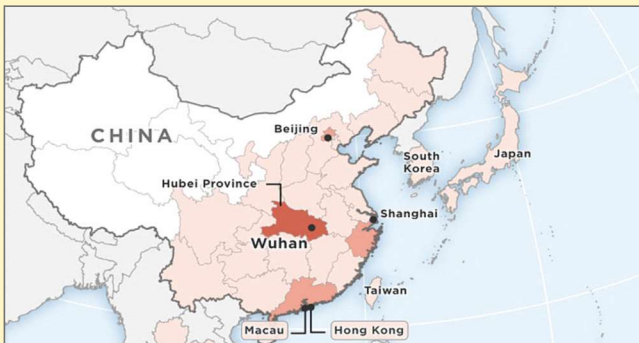 CHINA
Beijing
South
Korea
Japan
Hubei Province
Shanghai
Wuhan
Taiwan
Macau
Hong Kong